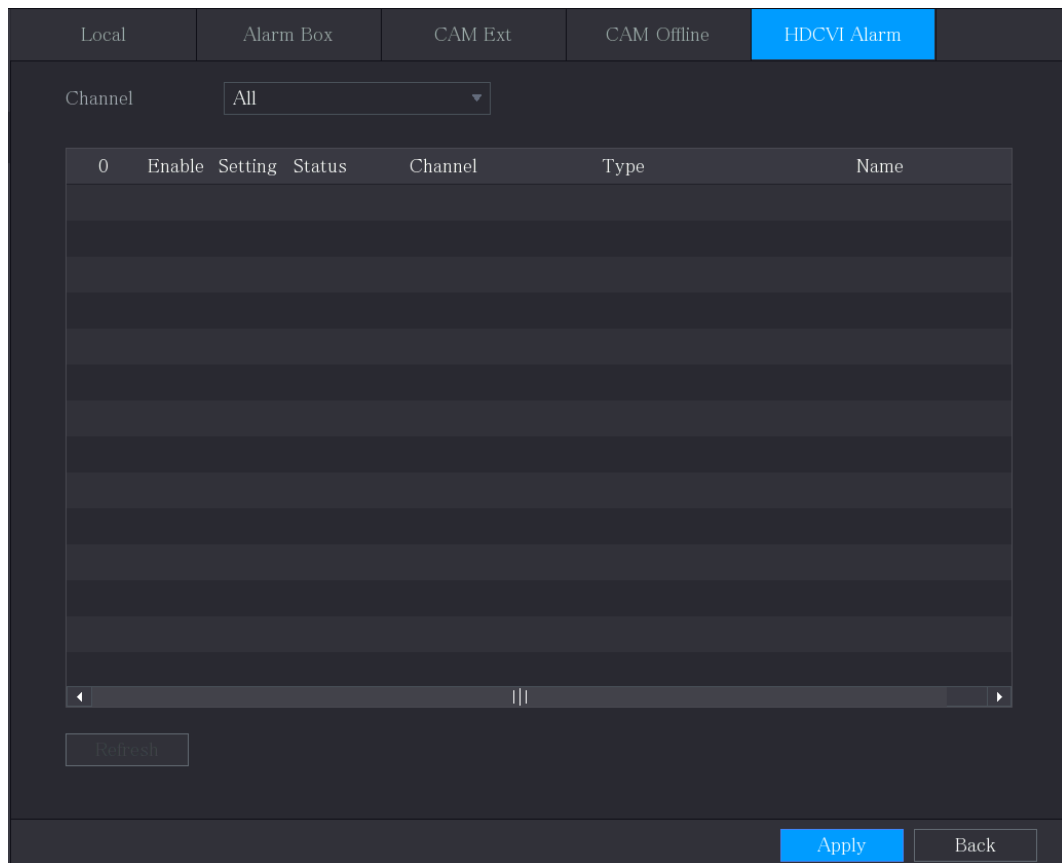 Local Alarm Box CAM Ext CAM Offline HDCVI Alarm
Channel All
0 Enable Setting Status Channel Type Name
Refresh
Apply Back